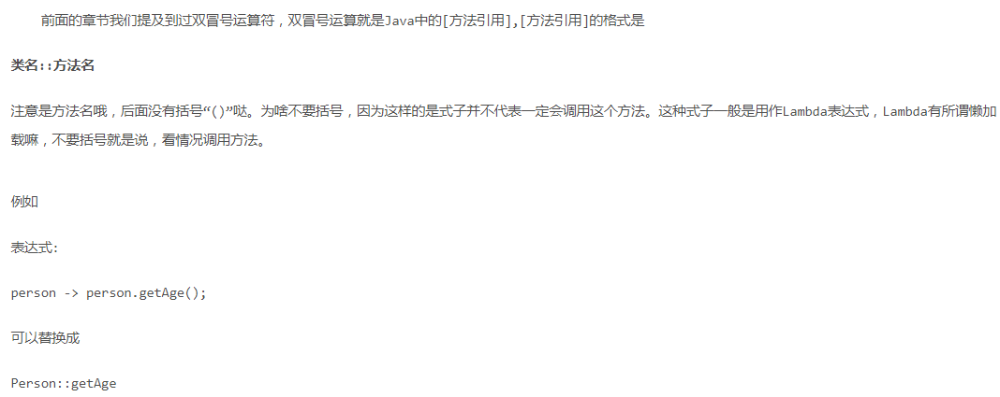 前面的章节我们提及到过双冒号运算符，双冒号运算就是Java中的[方法引用],[方法引用]的格式是
类名::方法名
注意是方法名哦，后面没有括号“()”哒。为啥不要括号，因为这样的是式子并不代表一定会调用这个方法。这种式子一般是用作Lambda表达式，Lambda有所谓懒加
载嘛，不要括号就是说，看情况调用方法。
例如
表达式:
person -> person.getAge();
可以替换成
Person::getAge